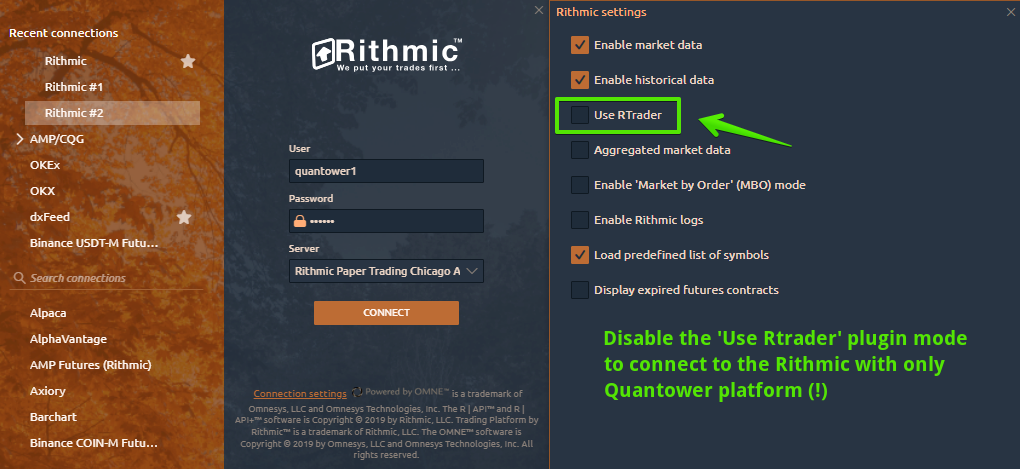 Recent connections
Rithmic
Rithmic #1
Rithmic #2
AMP/CQG
OKEx
OKX
dxFeed
Binance USDT-M Futu...
Search connections
Alpaca
AlphaVantage
AMP Futures (Rithmic)
Axiory
Barchart
Binance COIN-M Futu...
Rithmic™
We put your trades first ...
User
quantower1
Password
••••••
Server
Rithmic Paper Trading Chicago A
CONNECT
Connection settings Powered by OMNE™ is a trademark of
Omnesys, LLC and Omnesys Technologies, Inc. The R | API™ and R |
API+™ software is Copyright © 2019 by Rithmic, LLC. Trading Platform by
Rithmic™ is a trademark of Rithmic, LLC. The OMNE™ software is
Copyright © 2019 by Omnesys, LLC and Omnesys Technologies, Inc. All
rights reserved.
Rithmic settings
Enable market data
Enable historical data
Use RTrader
Aggregated market data
Enable 'Market by Order' (MBO) mode
Enable Rithmic logs
Load predefined list of symbols
Display expired futures contracts
Disable the 'Use Rtrader' plugin mode
to connect to the Rithmic with only
Quantower platform (!)